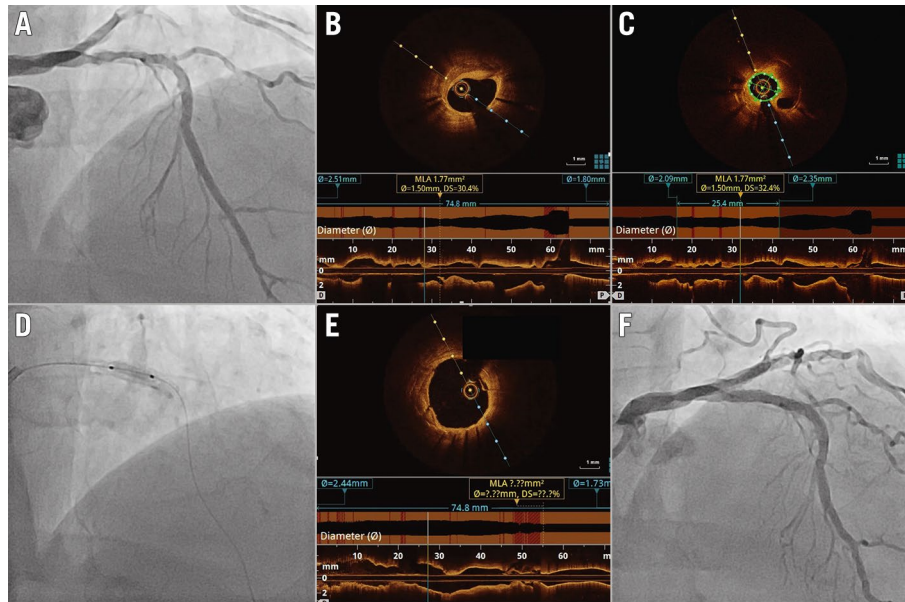 A
B
1 mm
Ø=2.51mm
MLA 1.77mm²
Ø=1.50mm, DS=30.4%
Ø=1.80mm
74.8 mm
Diameter (Ø)
10 20 30 40 50 60 mm
mm
0
2
D P
C
1 mm
Ø=2.09mm
MLA 1.77mm²
Ø=1.50mm, DS=32.4%
Ø=2.35mm
25.4 mm
Diameter (Ø)
10 20 30 40 50 60 mm
mm
0
2
D
D
E
1 mm
Ø=2.44mm
MLA ?.??mm²
Ø=?.??mm, DS=??.?%
Ø=1.73m
74.8 mm
Diameter (Ø)
10 20 30 40 50 60 m
mm
0
2
F